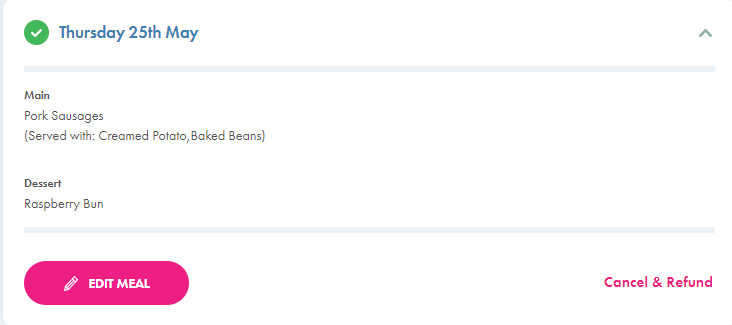 Thursday 25th May
Main
Pork Sausages
(Served with: Creamed Potato,Baked Beans)
Dessert
Raspberry Bun
EDIT MEAL
Cancel & Refund